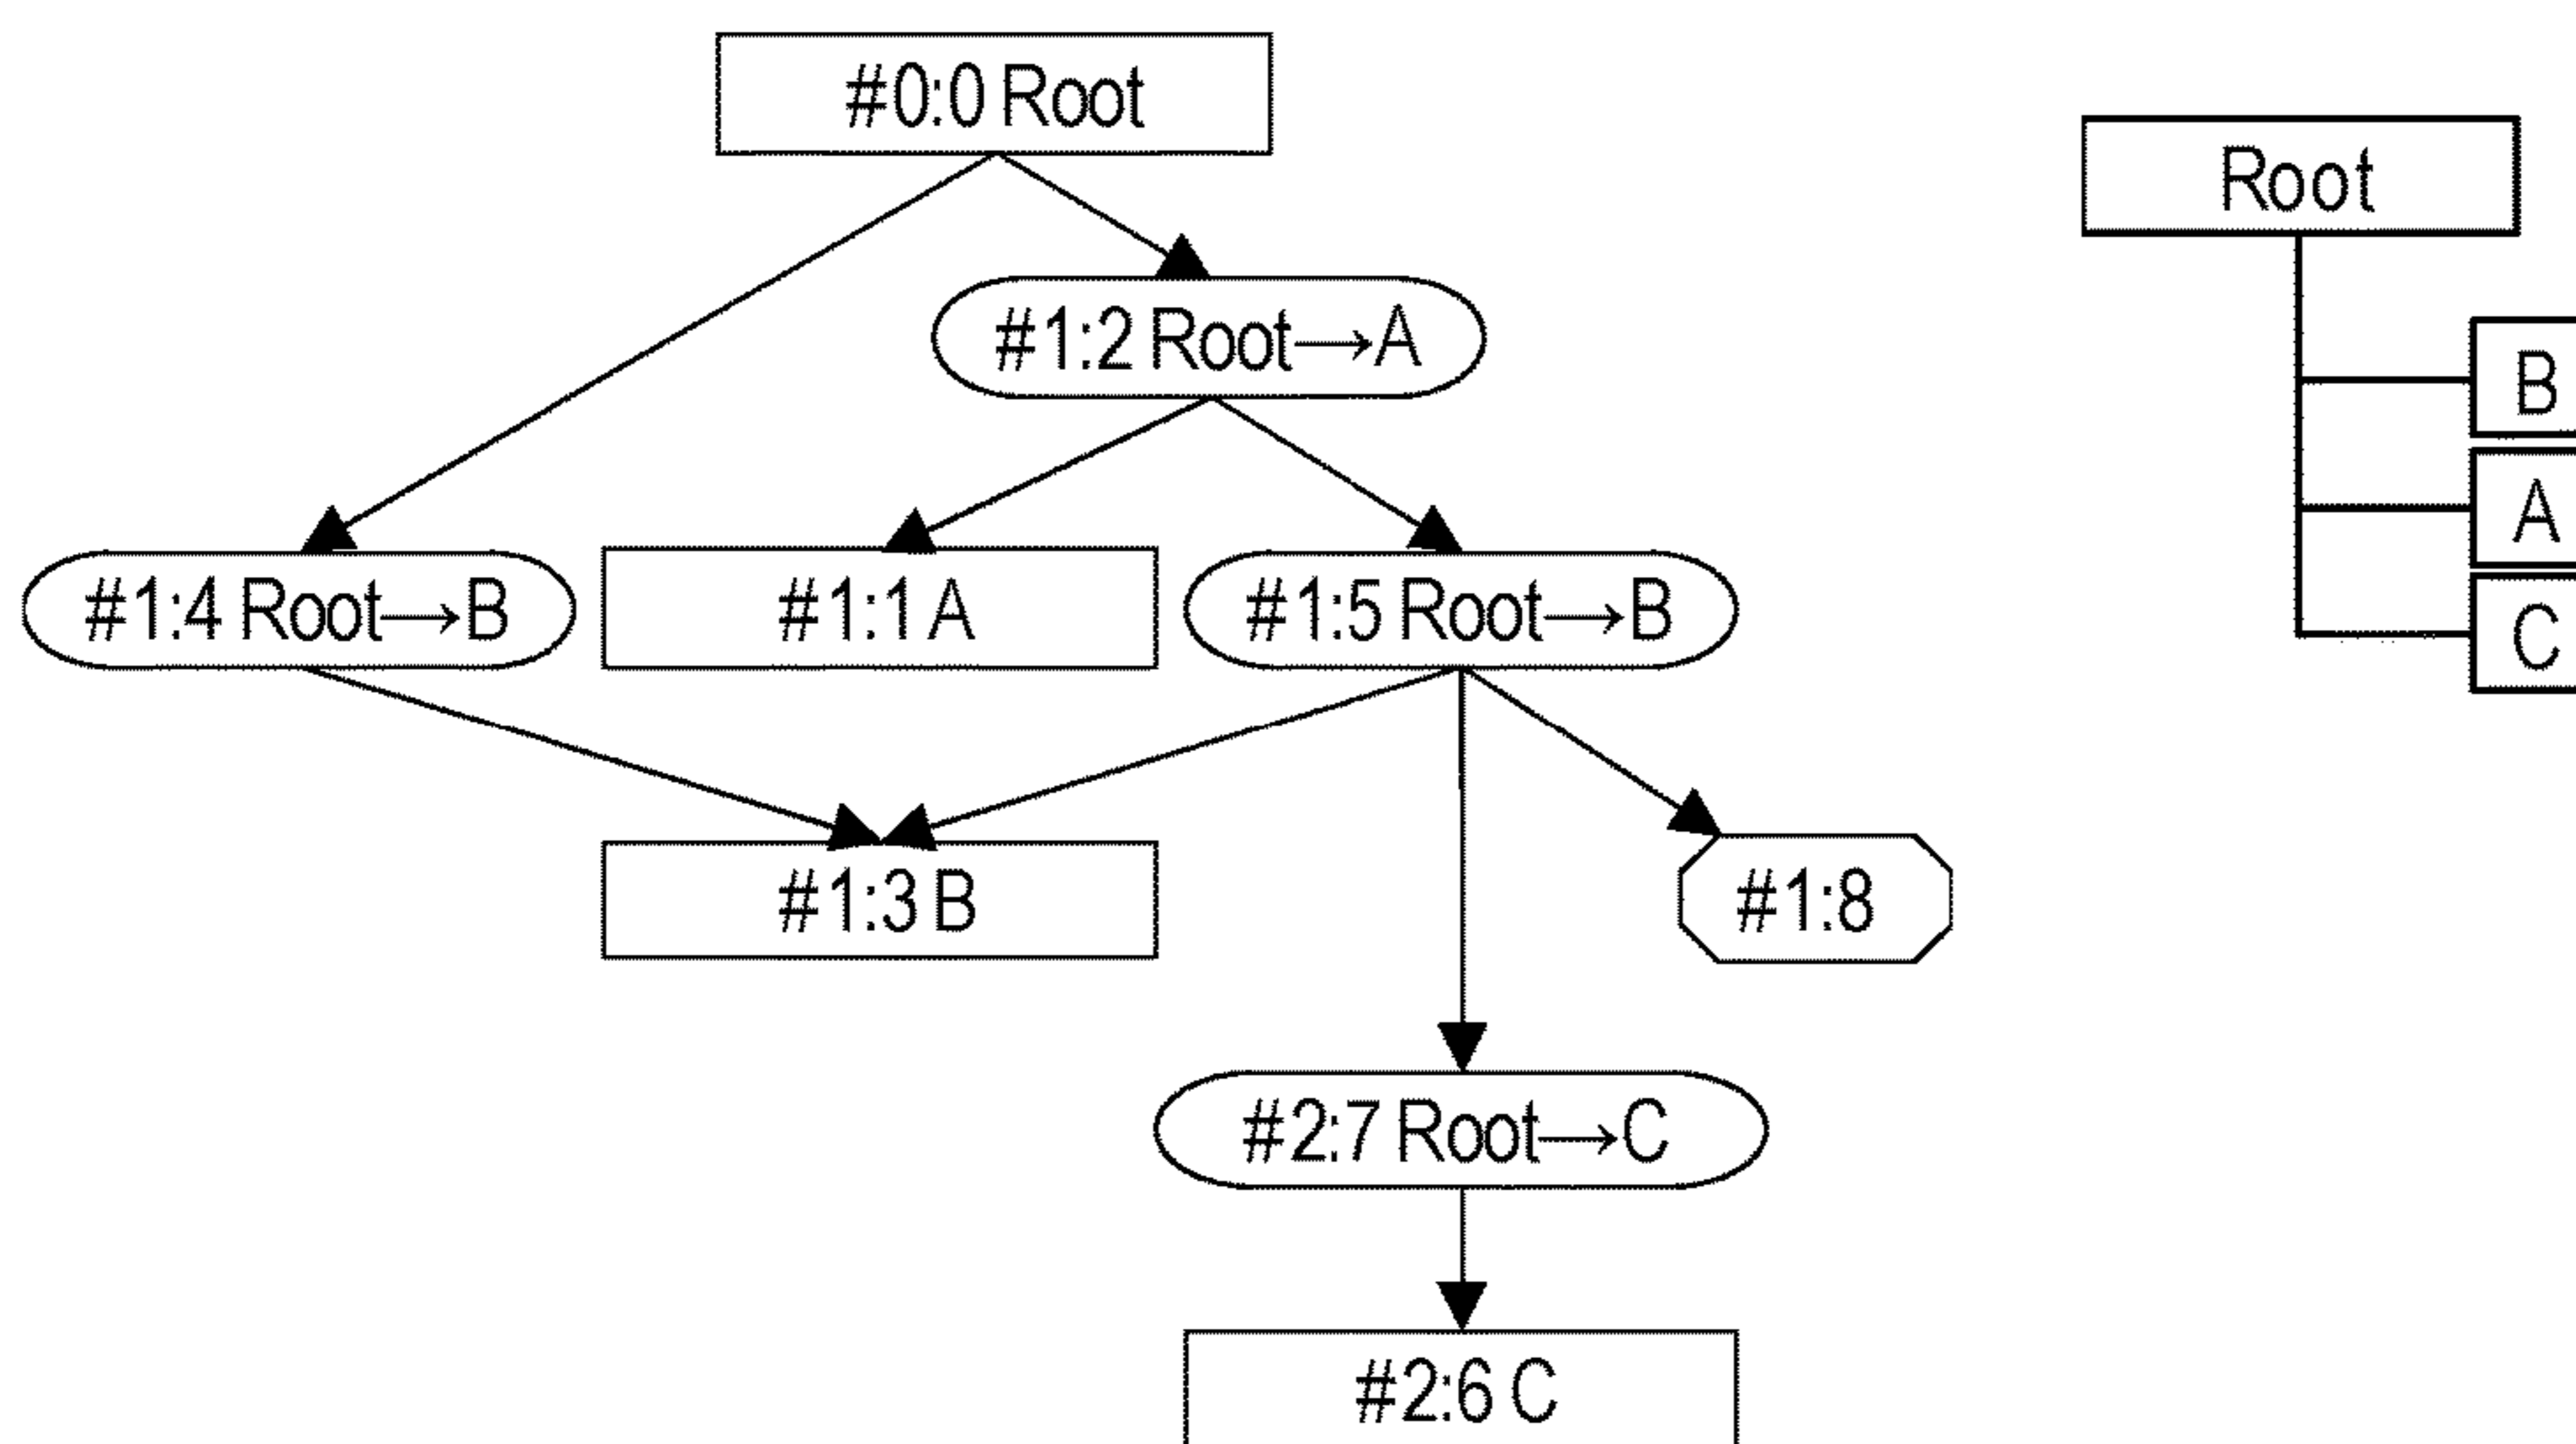 #0:0 Root
Root
#1:2 Root→A
B
A
#1:4 Root→B
#1:1 A
#1:5 Root→B
C
#1:3 B
#1:8
#2:7 Root→C
#2:6 C